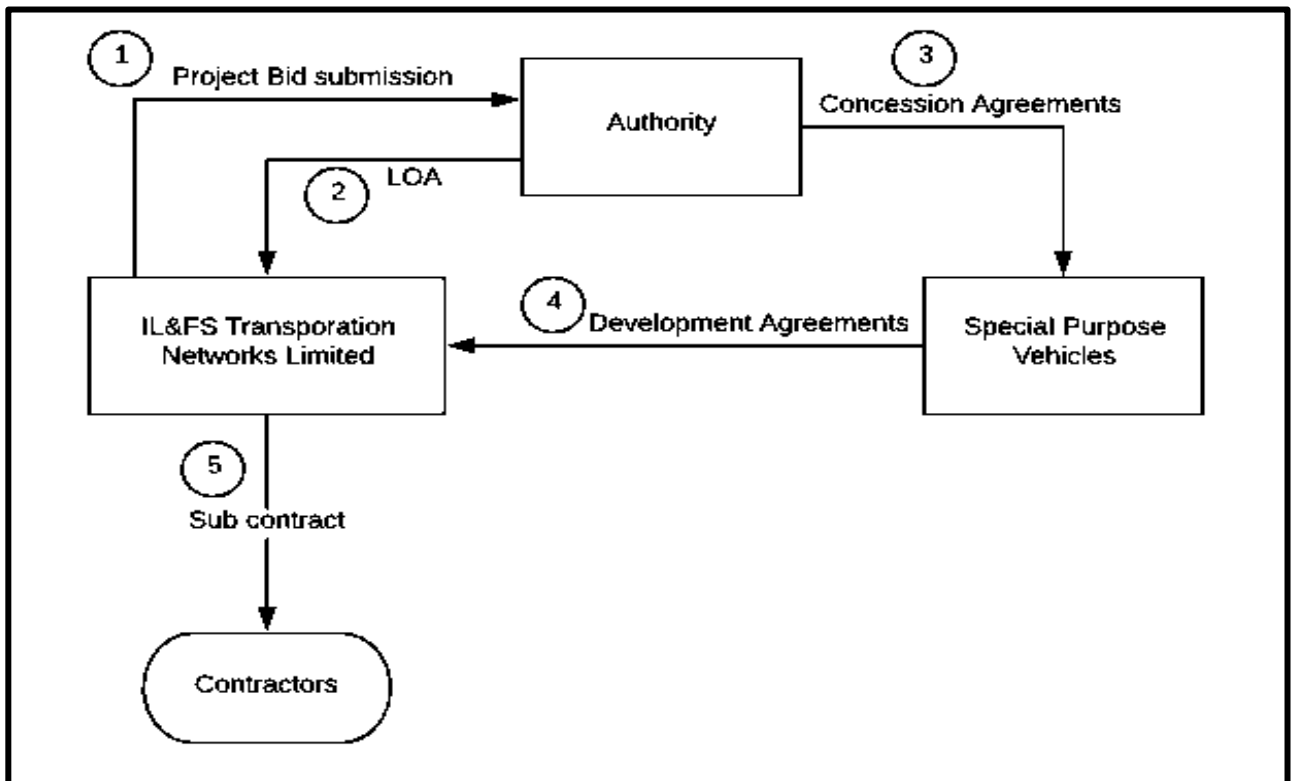 1
Project Bid submission
Authority
3
Concession Agreements
2
LOA
IL&FS Transporation
Networks Limited
4
Development Agreements
Special Purpose
Vehicles
5
Sub contract
Contractors